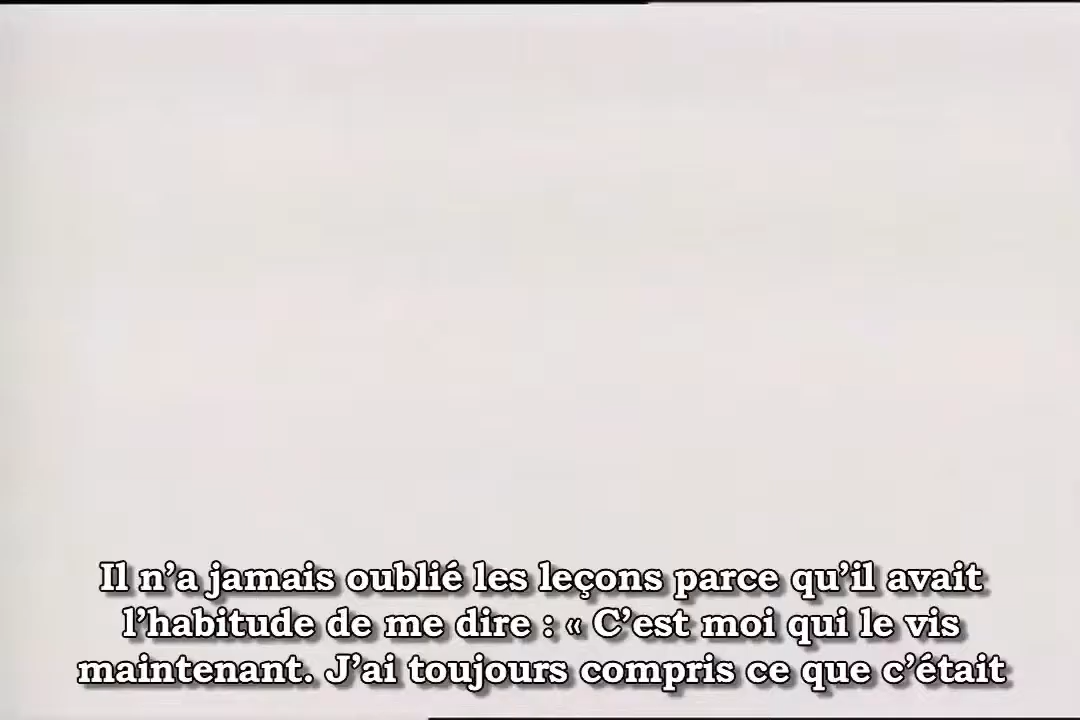 Il n’a jamais oublié les leçons parce qu’il avait
l’habitude de me dire : « C’est moi qui le vis
maintenant. J’ai toujours compris ce que c’était